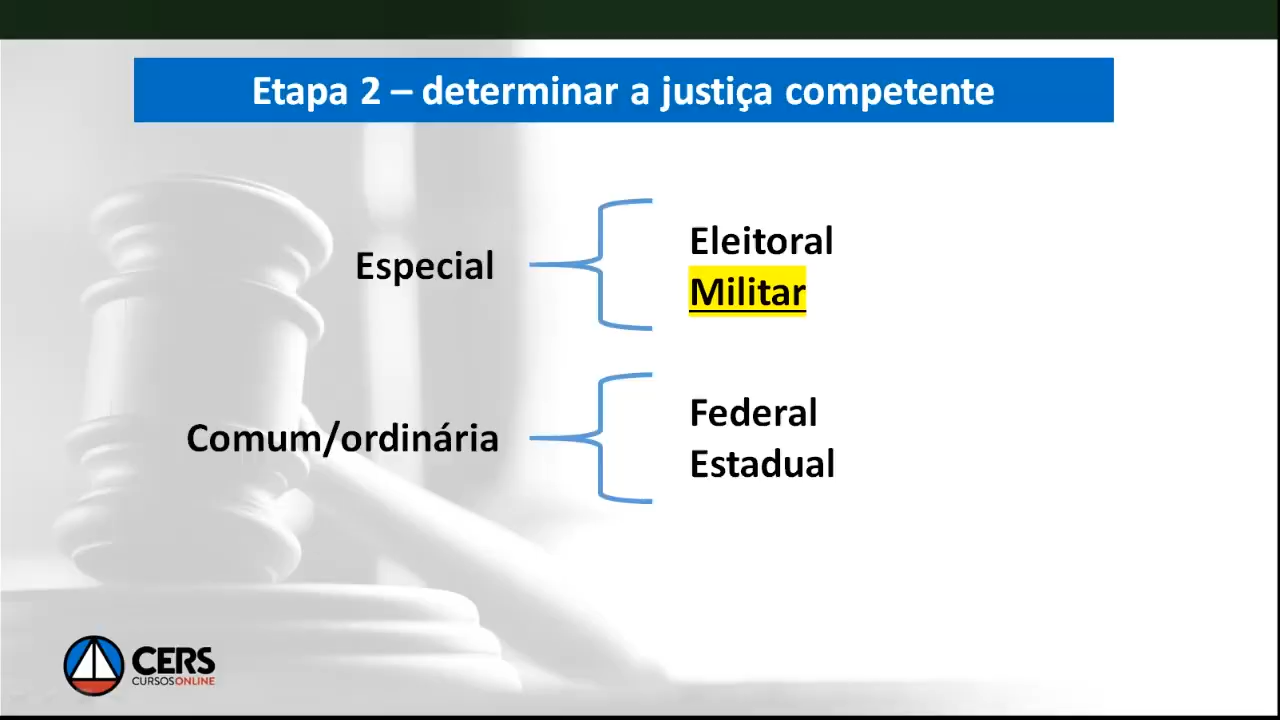 Etapa 2 – determinar a justiça competente
Especial
Eleitoral
Militar
Comum/ordinária
Federal
Estadual
CERS
CURSOSONLINE